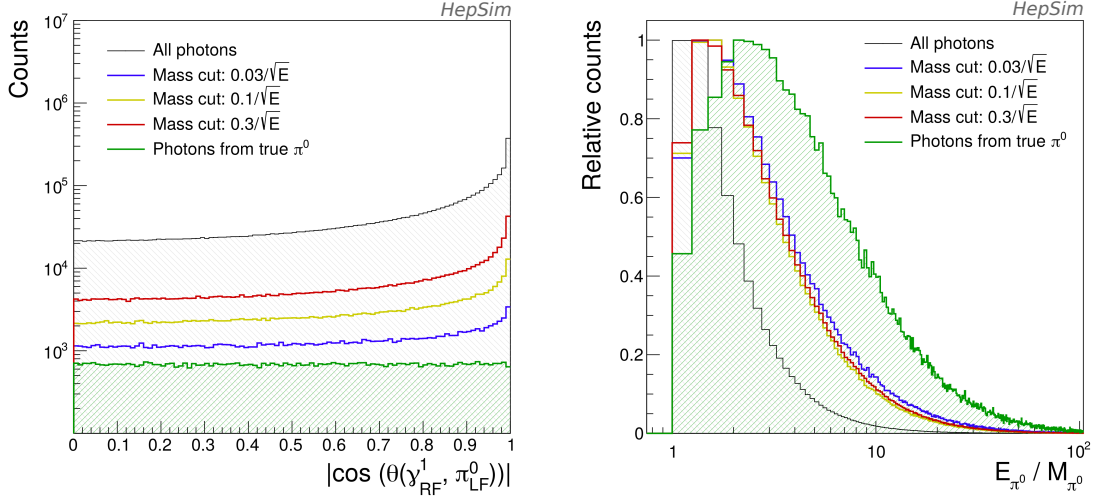 HepSim
Counts
10⁷
10⁶
10⁵
10⁴
10³
All photons
Mass cut: 0.03/√E
Mass cut: 0.1/√E
Mass cut: 0.3/√E
Photons from true π⁰
0 0.1 0.2 0.3 0.4 0.5 0.6 0.7 0.8 0.9 1
|cos (θ(γ¹_RF, π⁰_LF))|
HepSim
Relative counts
1
0.8
0.6
0.4
0.2
0
All photons
Mass cut: 0.03/√E
Mass cut: 0.1/√E
Mass cut: 0.3/√E
Photons from true π⁰
1 10 10²
E_π⁰ / M_π⁰